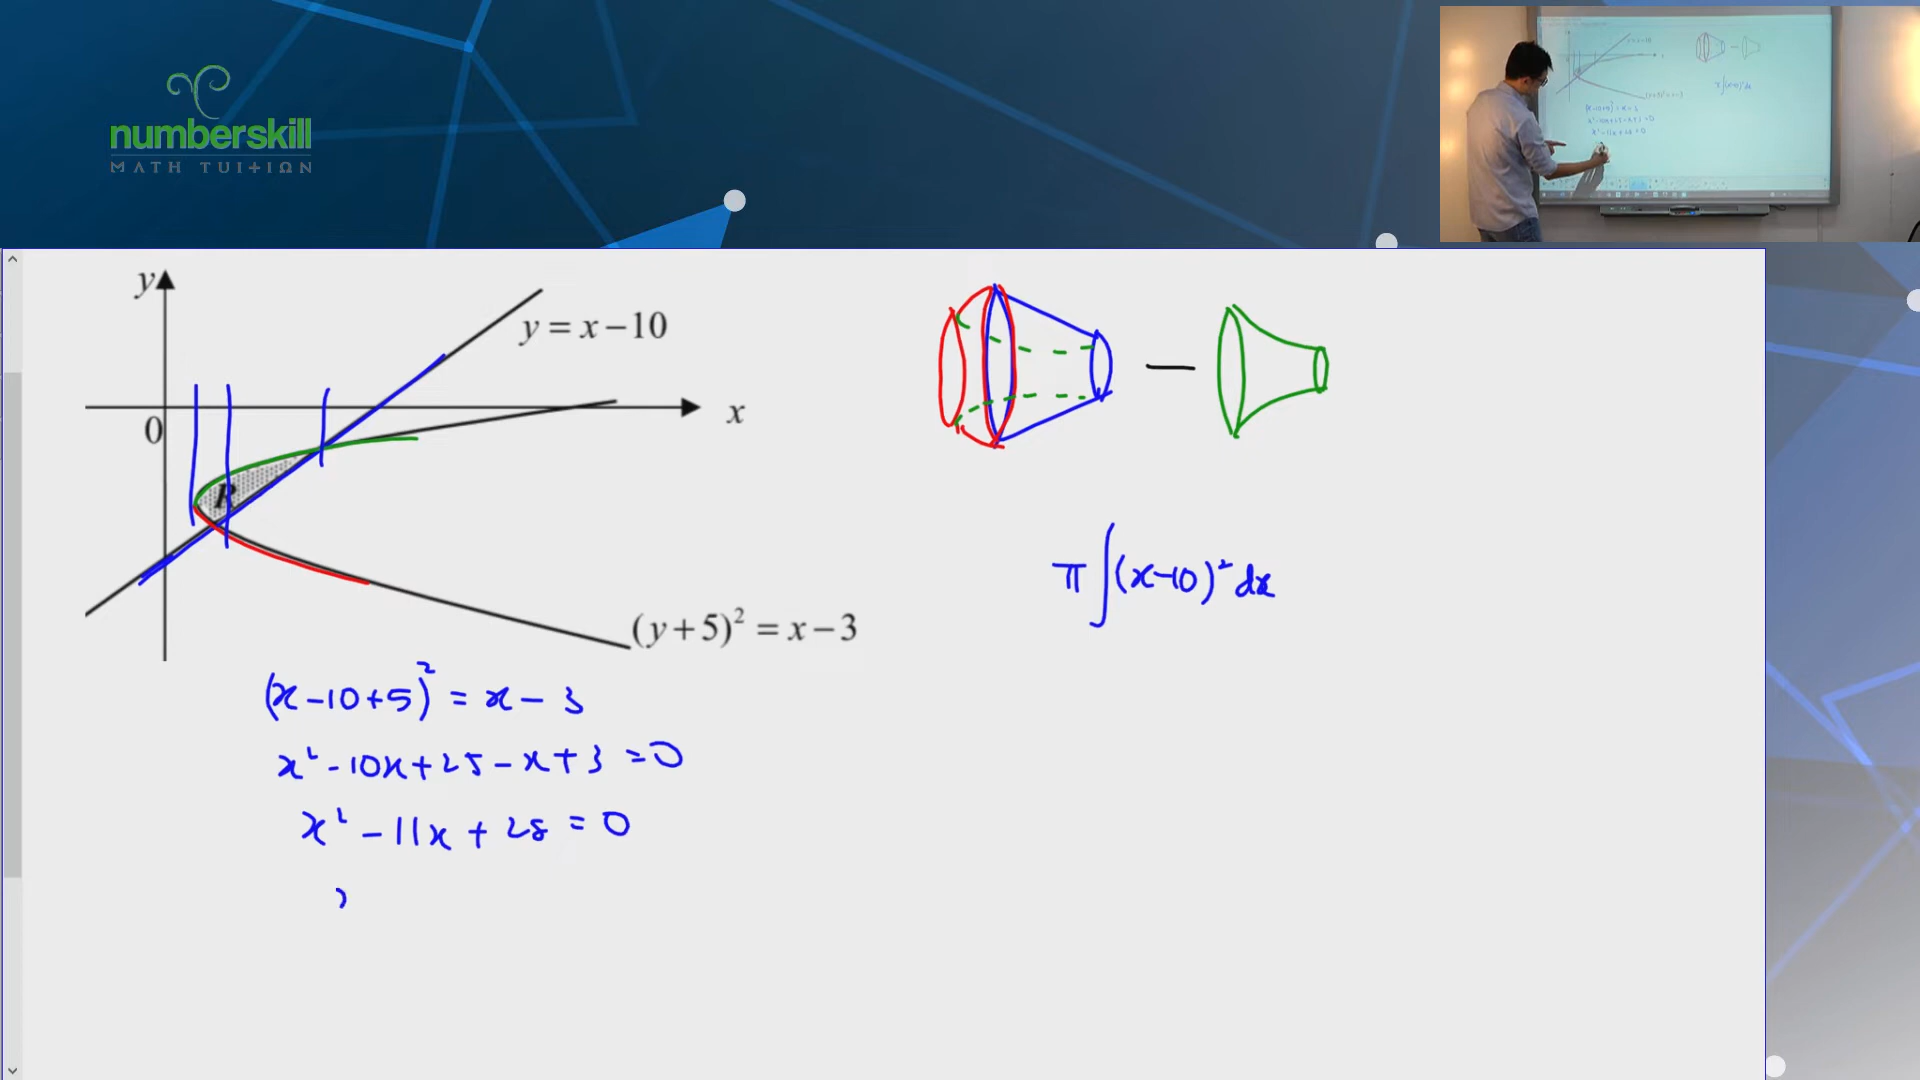 numberskill
MATH TUITION
y
y = x − 10
0
x
R
(y + 5)² = x − 3
(x − 10 + 5)² = x − 3
x² − 10x + 25 − x + 3 = 0
x² − 11x + 28 = 0
π∫(x−10)² dx